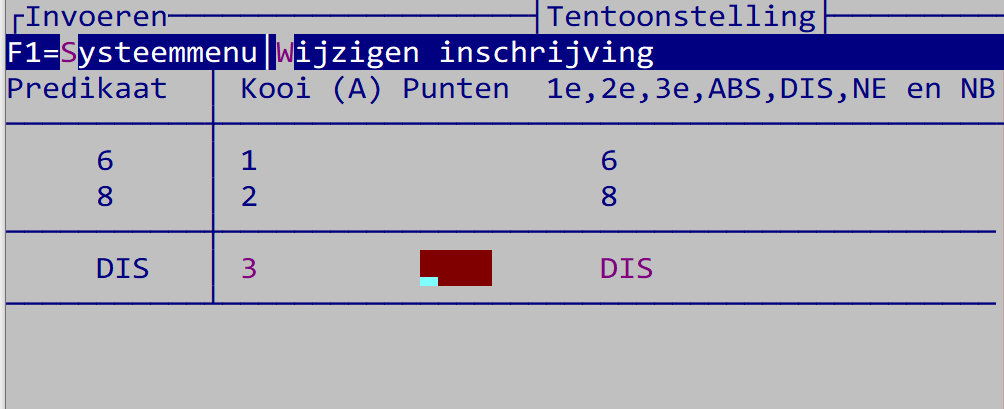 Invoeren Tentoonstelling
F1=Systeemmenu|Wijzigen inschrijving
Predikaat Kooi (A) Punten 1e,2e,3e,ABS,DIS,NE en NB
6 1 6
8 2 8
DIS 3 DIS